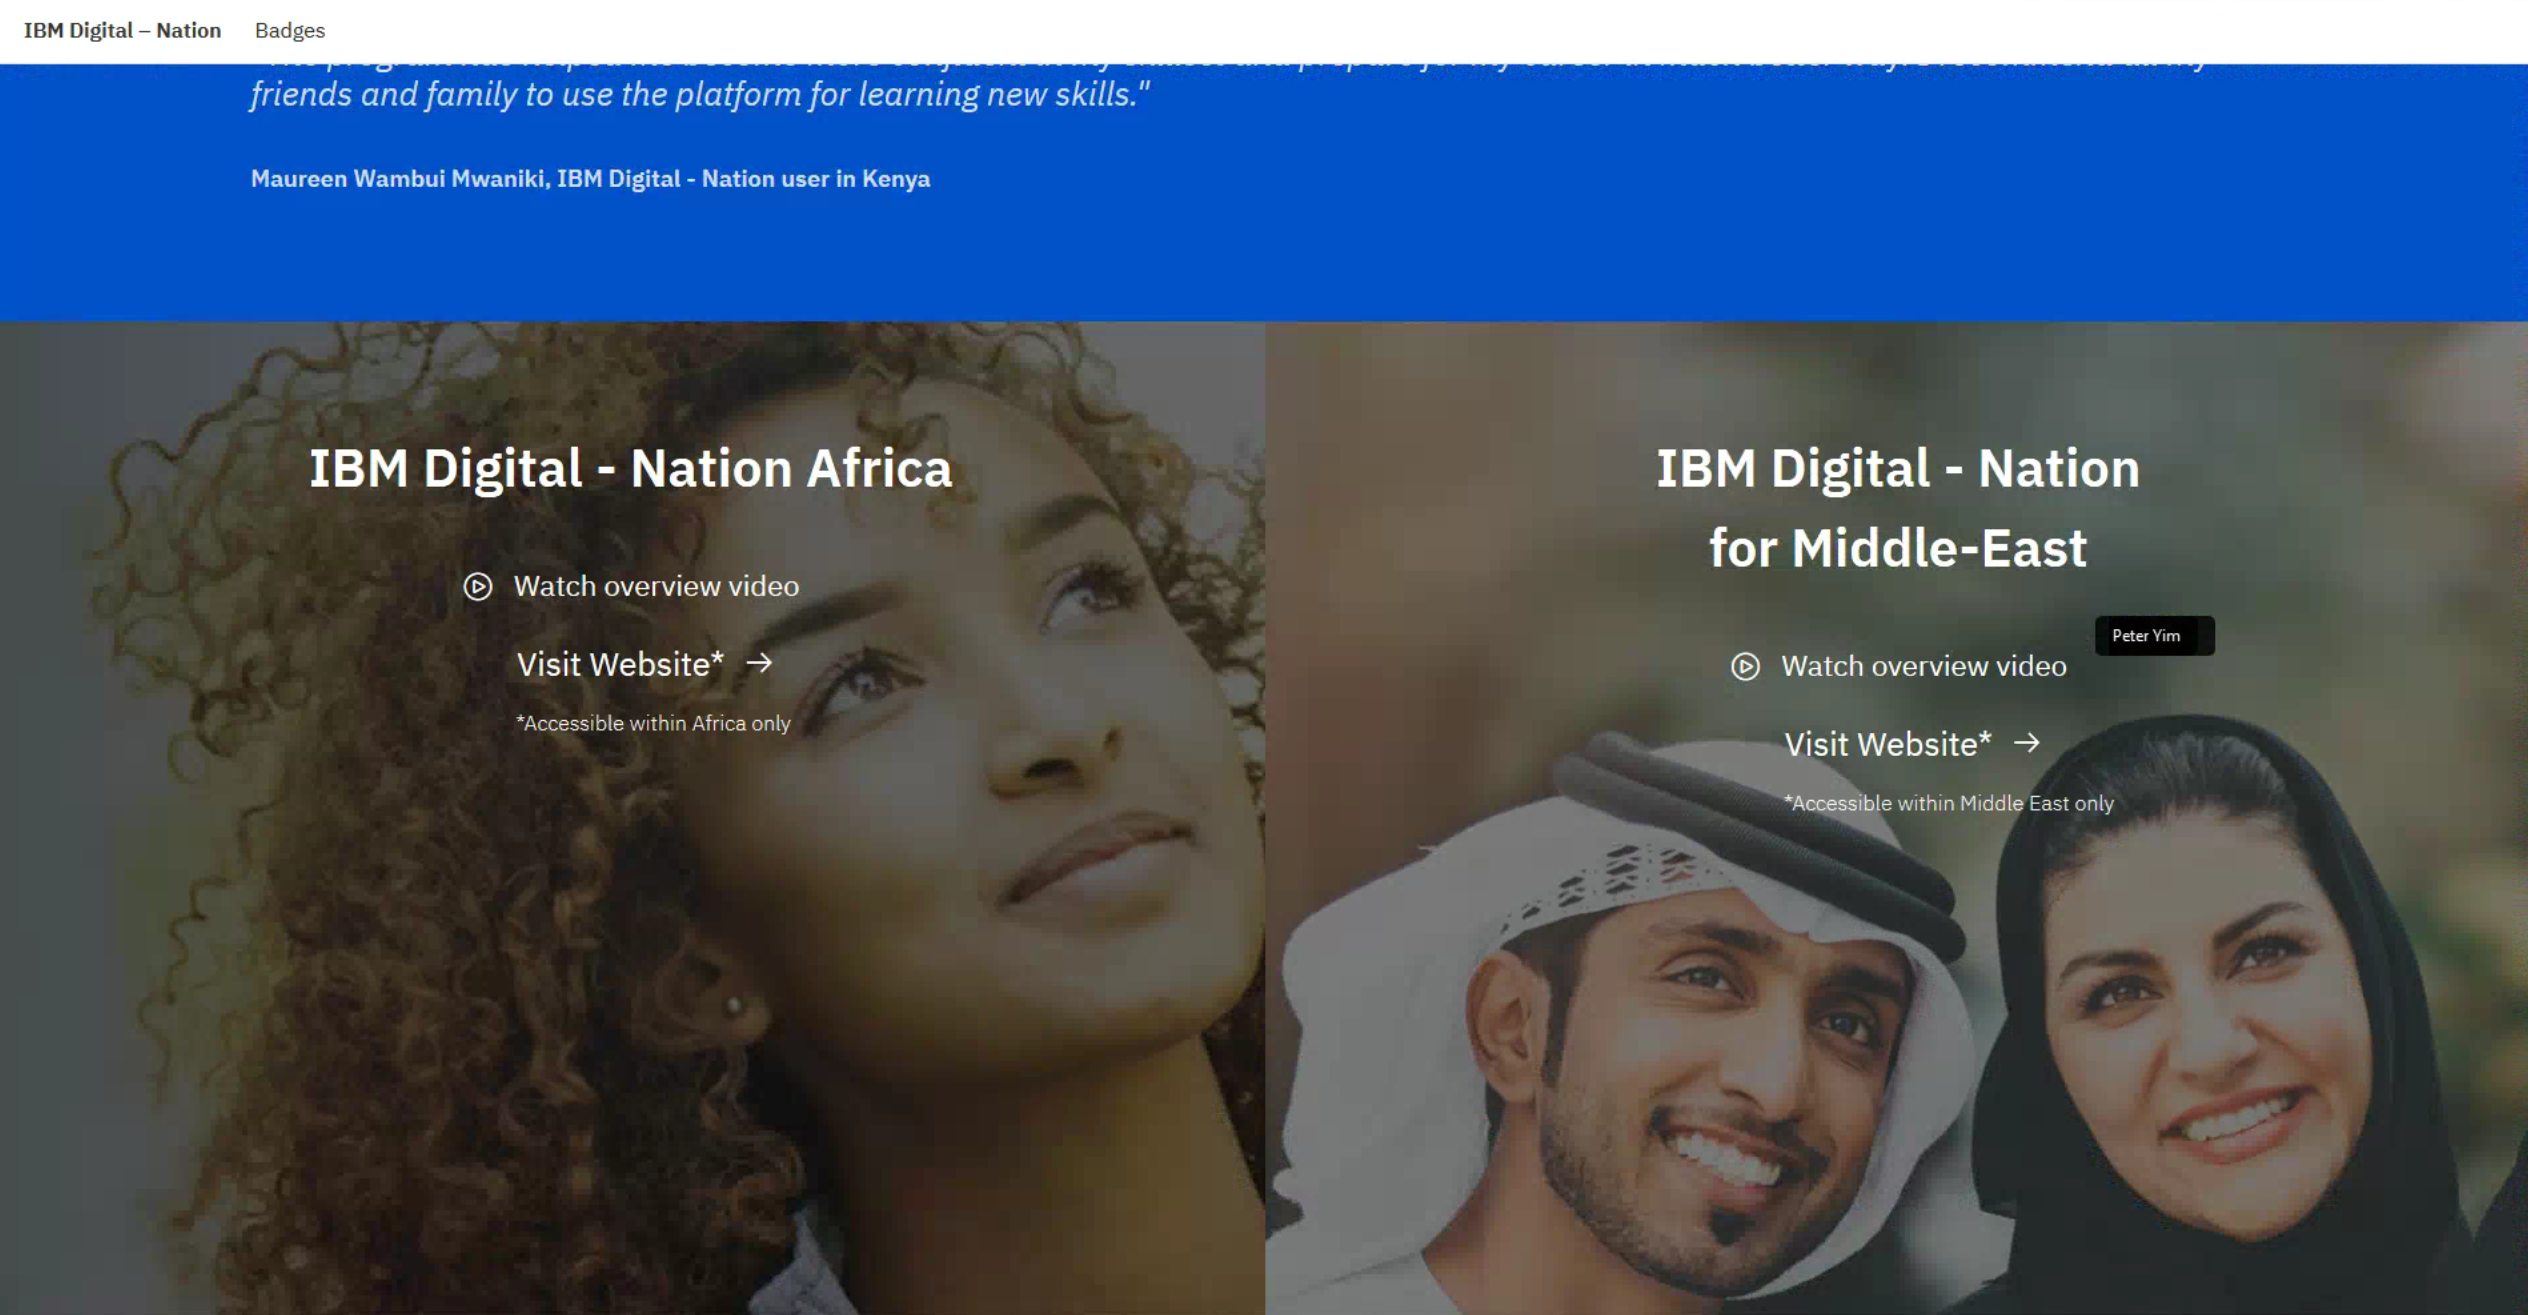 IBM Digital – Nation Badges
friends and family to use the platform for learning new skills."
Maureen Wambui Mwaniki, IBM Digital - Nation user in Kenya
IBM Digital - Nation Africa
Watch overview video
Visit Website* →
*Accessible within Africa only
IBM Digital - Nation
for Middle-East
Peter Yim
Watch overview video
Visit Website* →
*Accessible within Middle East only